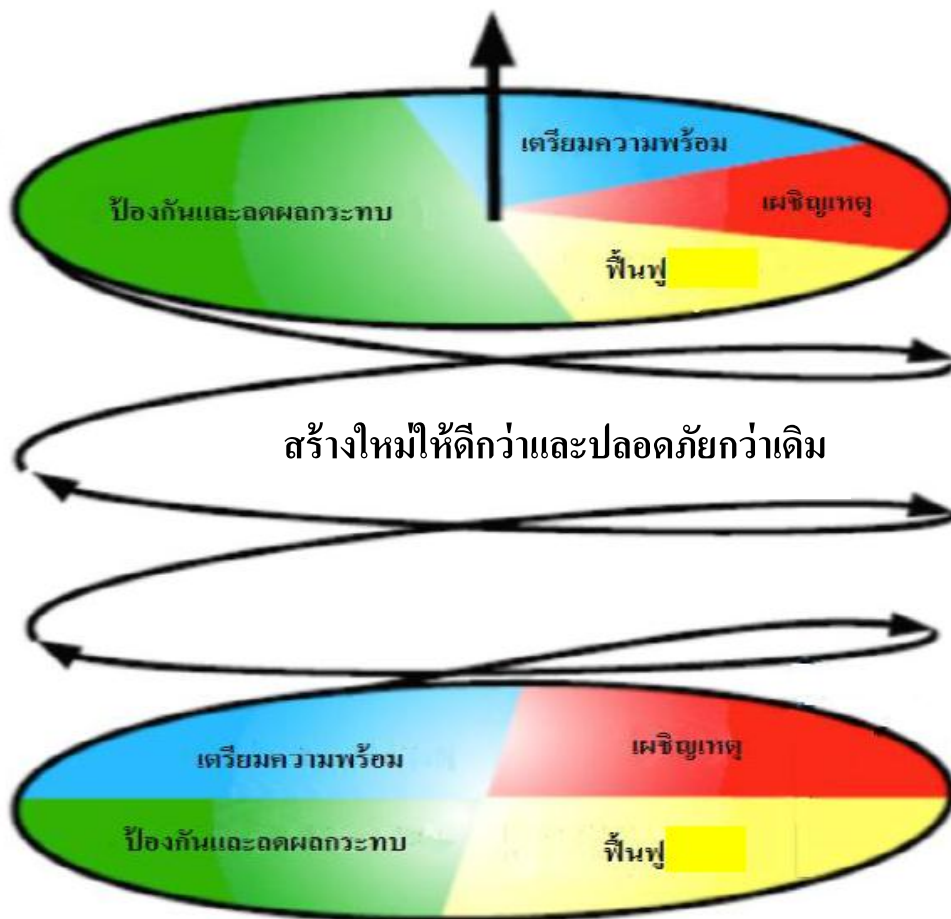 เตรียมความพร้อม
ป้องกันและลดผลกระทบ
เผชิญเหตุ
ฟื้นฟู
สร้างใหม่ให้ดีกว่าและปลอดภัยกว่าเดิม
เตรียมความพร้อม
เผชิญเหตุ
ป้องกันและลดผลกระทบ
ฟื้นฟู